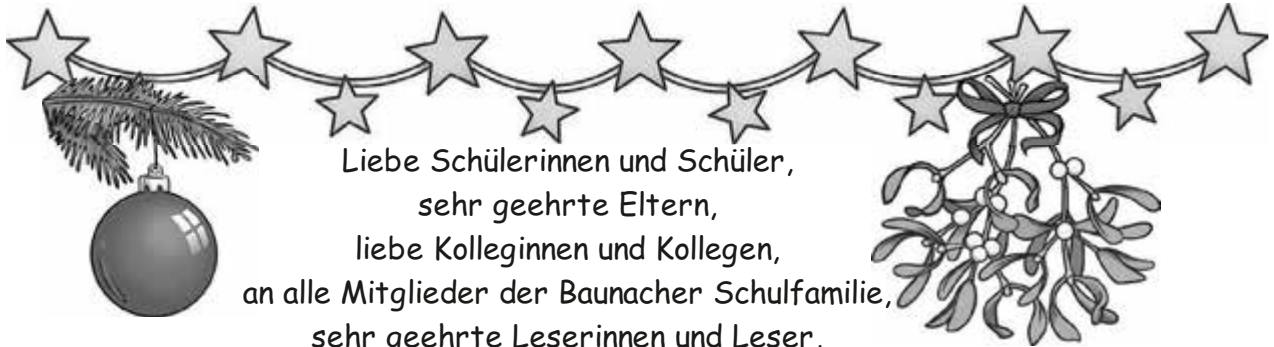 Liebe Schülerinnen und Schüler,
sehr geehrte Eltern,
liebe Kolleginnen und Kollegen,
an alle Mitglieder der Baunacher Schulfamilie,
sehr geehrte Leserinnen und Leser,